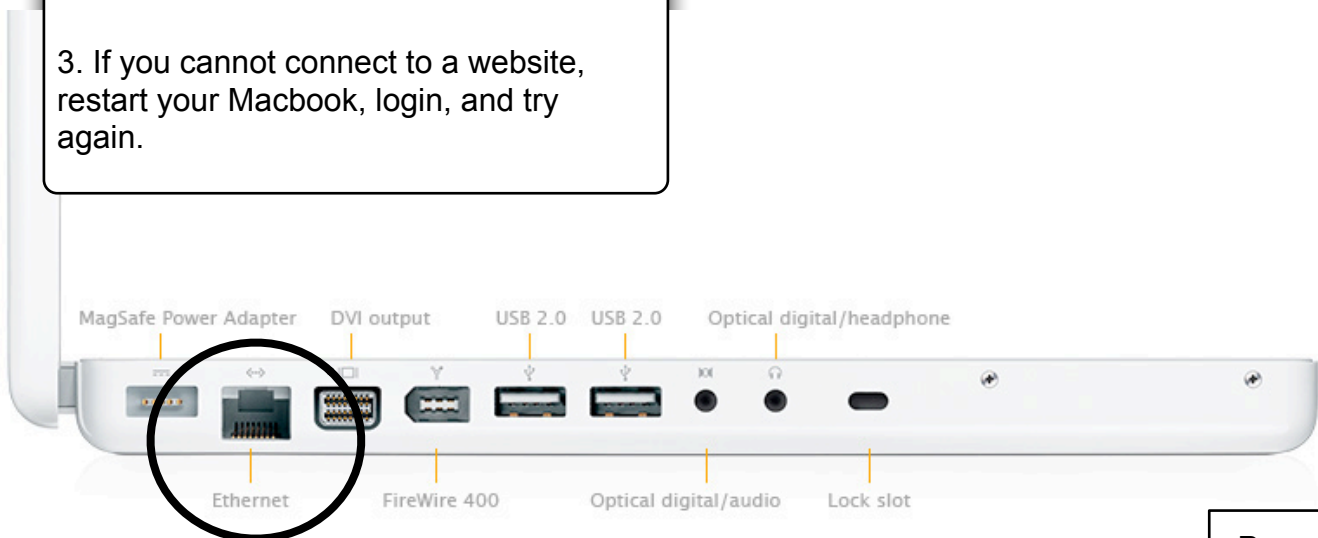 3. If you cannot connect to a website,
restart your Macbook, login, and try
again.
MagSafe Power Adapter DVI output USB 2.0 USB 2.0 Optical digital/headphone
Ethernet FireWire 400 Optical digital/audio Lock slot